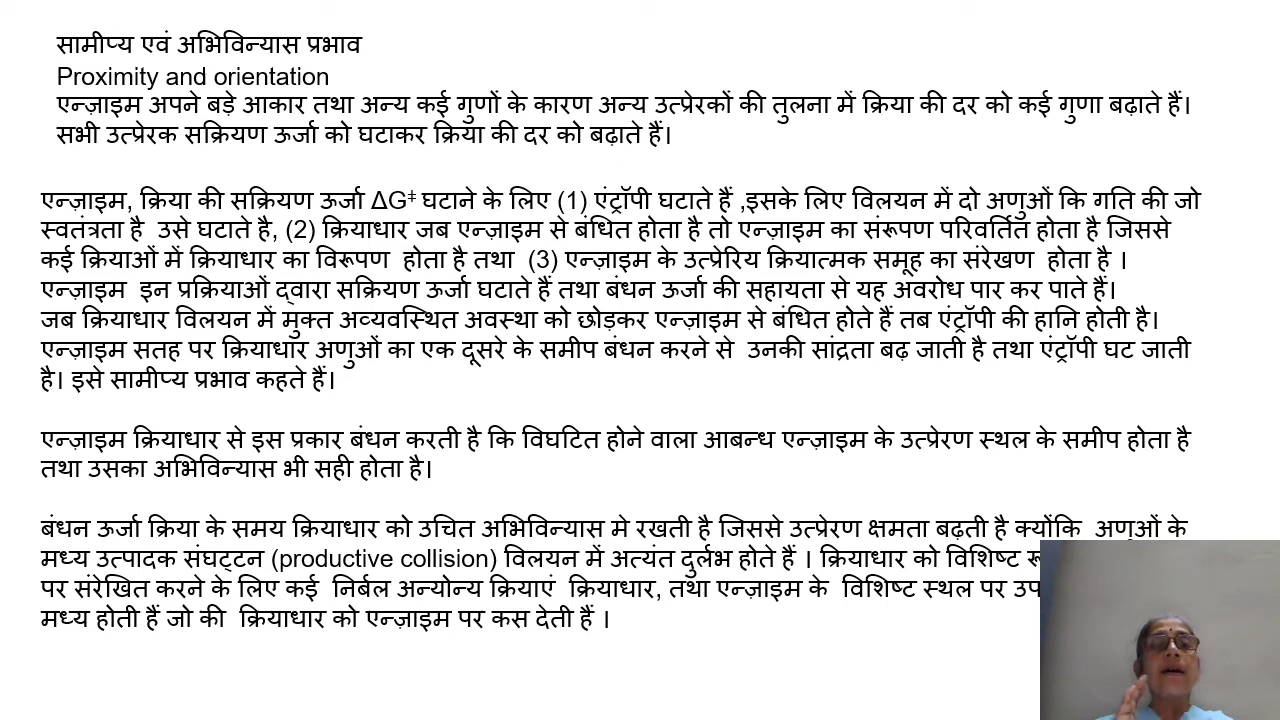 सामीप्य एवं अभिविन्यास प्रभाव
Proximity and orientation
एन्ज़ाइम अपने बड़े आकार तथा अन्य कई गुणों के कारण अन्य उत्प्रेरकों की तुलना में क्रिया की दर को कई गुणा बढ़ाते हैं।
सभी उत्प्रेरक सक्रियण ऊर्जा को घटाकर क्रिया की दर को बढ़ाते हैं।
एन्ज़ाइम, क्रिया की सक्रियण ऊर्जा ΔG‡ घटाने के लिए (1) एंट्रॉपी घटाते हैं ,इसके लिए विलयन में दो अणुओं कि गति की जो
स्वतंत्रता है उसे घटाते है, (2) क्रियाधार जब एन्ज़ाइम से बंधित होता है तो एन्ज़ाइम का संरूपण परिवर्तित होता है जिससे
कई क्रियाओं में क्रियाधार का विरूपण होता है तथा (3) एन्ज़ाइम के उत्प्रेरिय क्रियात्मक समूह का संरेखण होता है ।
एन्ज़ाइम इन प्रक्रियाओं द्वारा सक्रियण ऊर्जा घटाते हैं तथा बंधन ऊर्जा की सहायता से यह अवरोध पार कर पाते हैं।
जब क्रियाधार विलयन में मुक्त अव्यवस्थित अवस्था को छोड़कर एन्ज़ाइम से बंधित होते हैं तब एंट्रॉपी की हानि होती है।
एन्ज़ाइम सतह पर क्रियाधार अणुओं का एक दूसरे के समीप बंधन करने से उनकी सांद्रता बढ़ जाती है तथा एंट्रॉपी घट जाती
है। इसे सामीप्य प्रभाव कहते हैं।
एन्ज़ाइम क्रियाधार से इस प्रकार बंधन करती है कि विघटित होने वाला आबन्ध एन्ज़ाइम के उत्प्रेरण स्थल के समीप होता है
तथा उसका अभिविन्यास भी सही होता है।
बंधन ऊर्जा क्रिया के समय क्रियाधार को उचित अभिविन्यास मे रखती है जिससे उत्प्रेरण क्षमता बढ़ती है क्योंकि अणुओं के
मध्य उत्पादक संघट्टन (productive collision) विलयन में अत्यंत दुर्लभ होते हैं । क्रियाधार को विशिष्ट
पर संरेखित करने के लिए कई निर्बल अन्योन्य क्रियाएं क्रियाधार, तथा एन्ज़ाइम के विशिष्ट स्थल पर
मध्य होती हैं जो की क्रियाधार को एन्ज़ाइम पर कस देती हैं ।